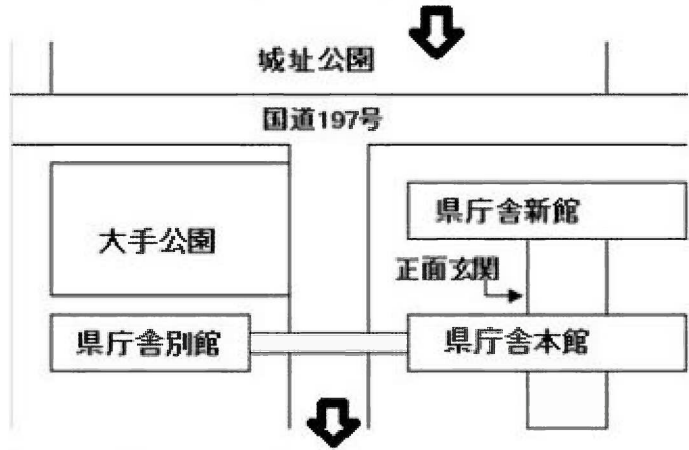 城址公園
国道197号
県庁舎新館
大手公園
正面玄関
県庁舎別館
県庁舎本館